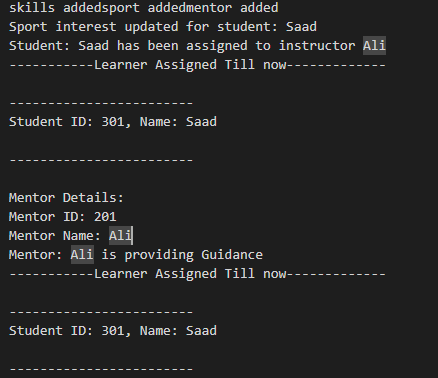 skills addedsport addedmentor added
Sport interest updated for student: Saad
Student: Saad has been assigned to instructor Ali
-----------Learner Assigned Till now-------------
------------------------
Student ID: 301, Name: Saad
------------------------
Mentor Details:
Mentor ID: 201
Mentor Name: Ali
Mentor: Ali is providing Guidance
-----------Learner Assigned Till now-------------
------------------------
Student ID: 301, Name: Saad
------------------------